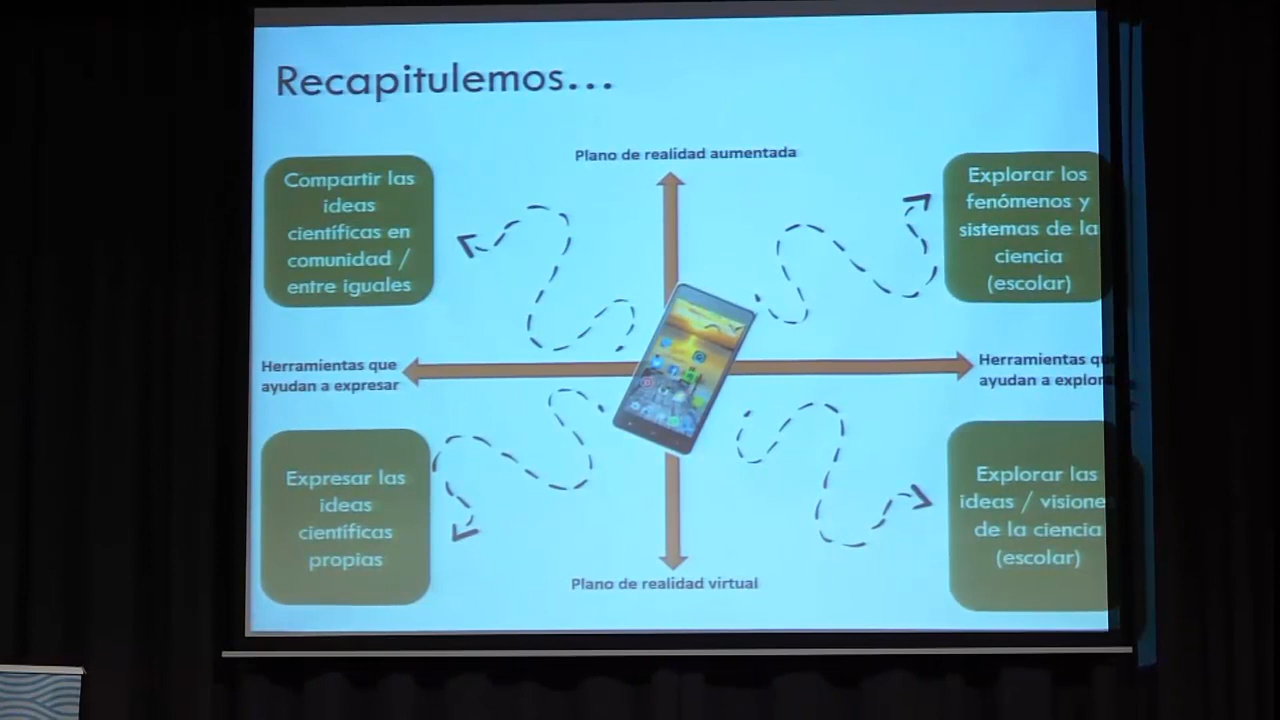 Recapitulemos...
Plano de realidad aumentada
Compartir las
ideas
científicas en
comunidad /
entre iguales
Explorar los
fenómenos y
sistemas de la
ciencia
(escolar)
Herramientas que
ayudan a expresar
Herramientas que
ayudan a explorar
Expresar las
ideas
científicas
propias
Explorar las
ideas / visiones
de la ciencia
(escolar)
Plano de realidad virtual